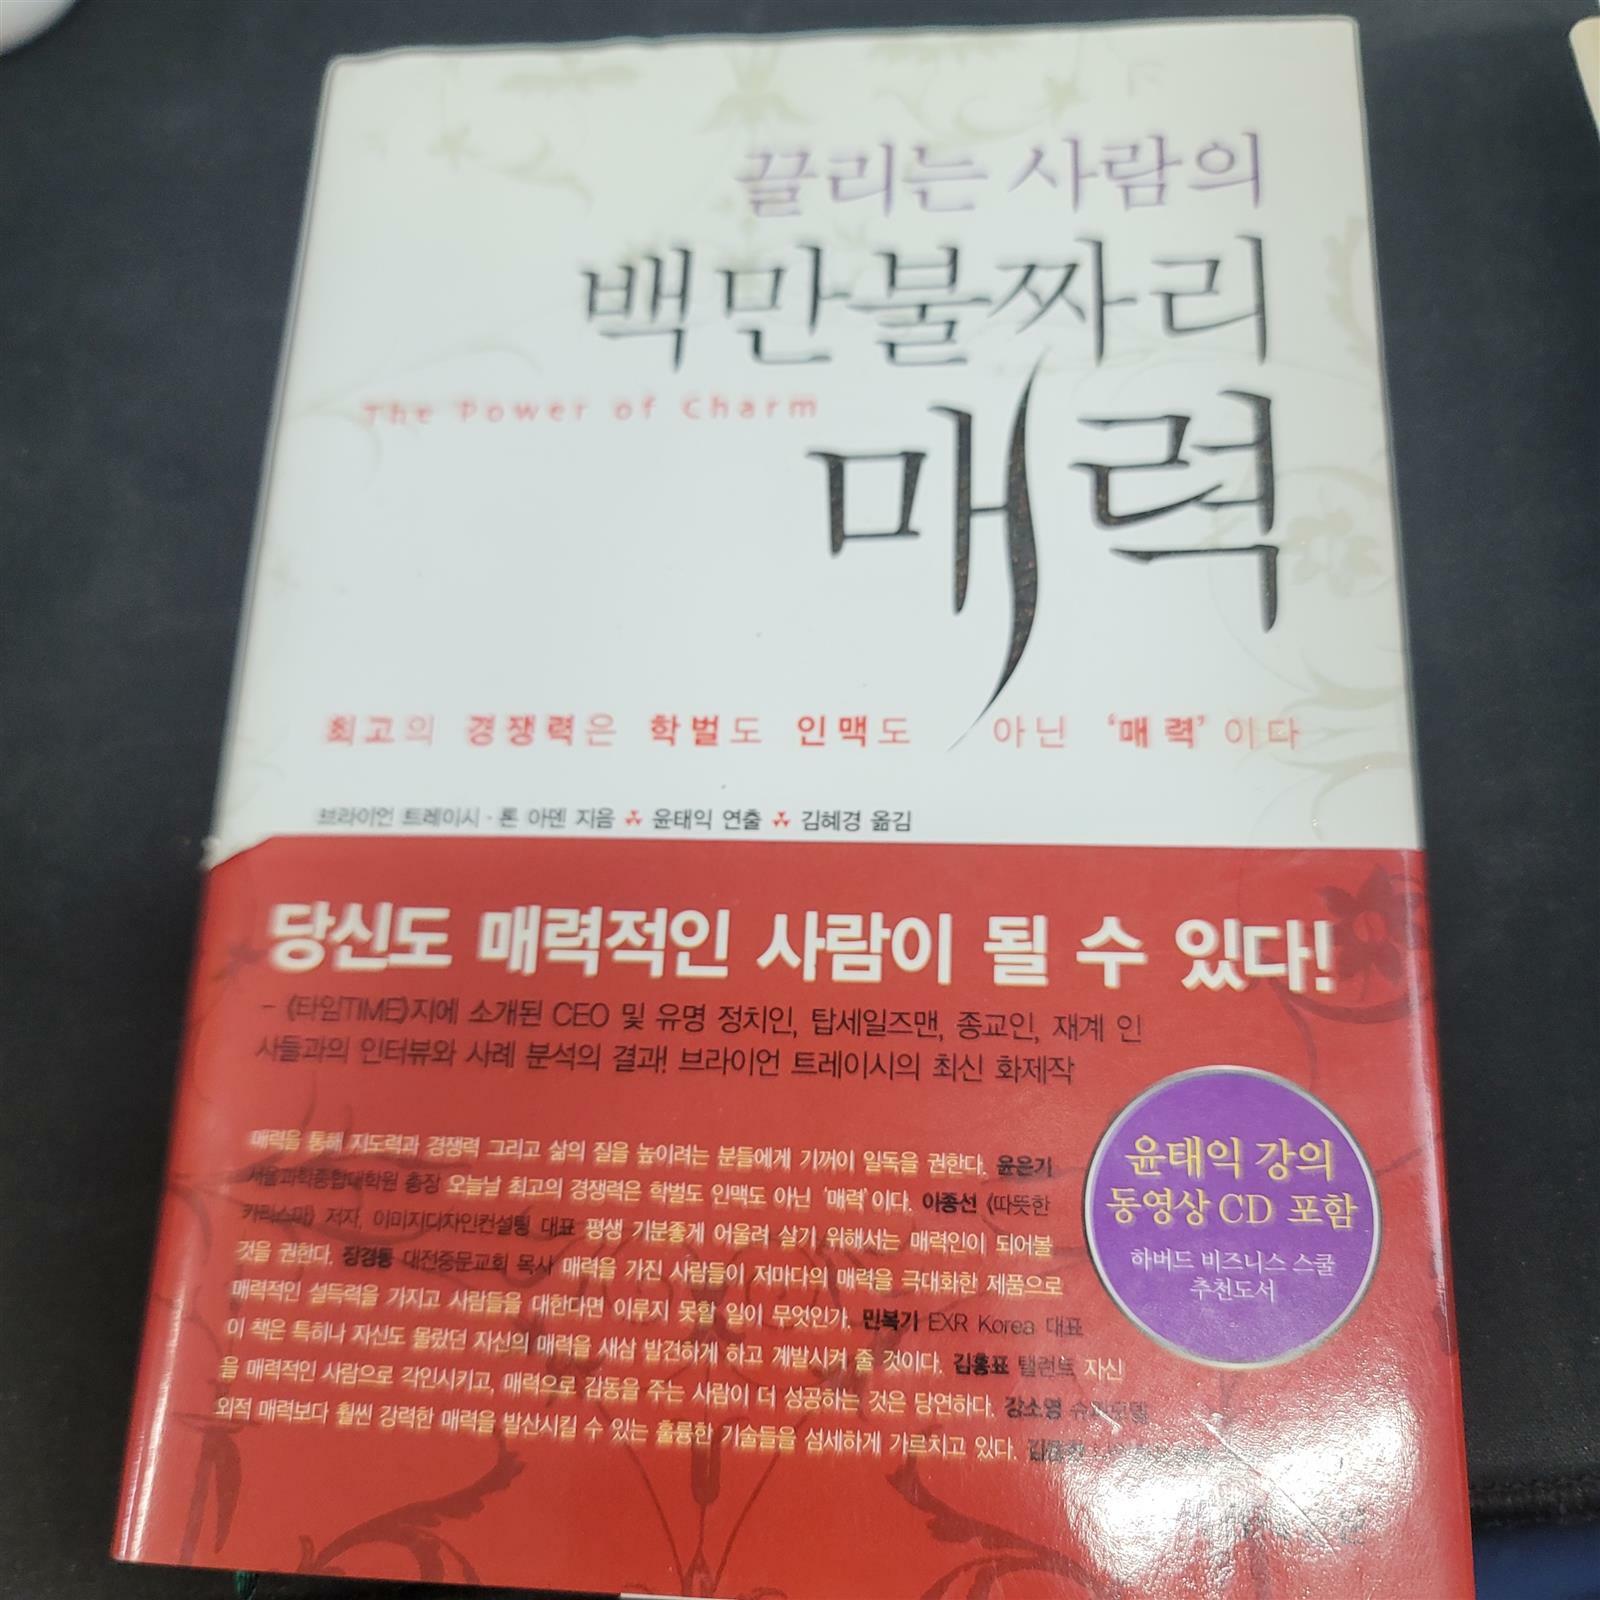 끌리는 사람의
백만불짜리
The Power of Charm
매력
최고의 경쟁력은 학벌도 인맥도 아닌 '매력'이다
브라이언 트레이시·론 아덴 지음 윤태익 연출 김혜경 옮김
당신도 매력적인 사람이 될 수 있다!
- 《타임TIME》지에 소개된 CEO 및 유명 정치인, 탑세일즈맨, 종교인, 재계 인
사들과의 인터뷰와 사례 분석의 결과! 브라이언 트레이시의 최신 화제작
매력을 통해 지도력과 경쟁력 그리고 삶의 질을 높이려는 분들에게 기꺼이 일독을 권한다. 윤은기
서울과학종합대학원 총장 오늘날 최고의 경쟁력은 학벌도 인맥도 아닌 '매력'이다. 이종선 《따뜻한
카리스마》 저자, 이미지디자인컨설팅 대표 평생 기분좋게 어울려 살기 위해서는 매력인이 되어볼
것을 권한다. 장경동 대전중문교회 목사 매력을 가진 사람들이 저마다의 매력을 극대화한 제품으로
매력적인 설득력을 가지고 사람들을 대한다면 이루지 못할 일이 무엇인가. 민복기 EXR Korea 대표
이 책은 특히나 자신도 몰랐던 자신의 매력을 새삼 발견하게 하고 계발시켜 줄 것이다. 김홍표 탤런트 자신
을 매력적인 사람으로 각인시키고, 매력으로 감동을 주는 사람이 더 성공하는 것은 당연하다. 강소영 슈퍼모델
외적 매력보다 훨씬 강력한 매력을 발산시킬 수 있는 훌륭한 기술들을 섬세하게 가르치고 있다.
윤태익 강의
동영상 CD 포함
하버드 비즈니스 스쿨
추천도서